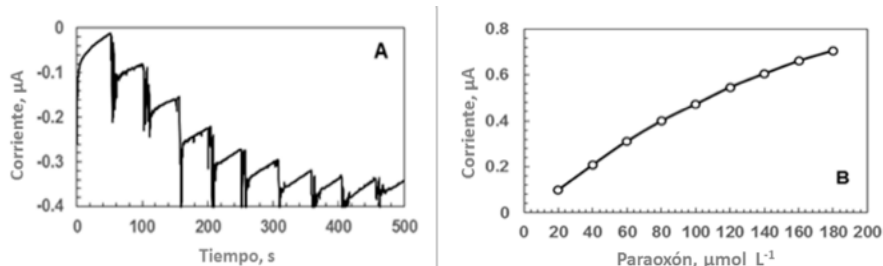 A
Corriente, µA
0
-0.1
-0.2
-0.3
-0.4
0 100 200 300 400 500
Tiempo, s
B
Corriente, µA
0.8
0.6
0.4
0.2
0
0 20 40 60 80 100 120 140 160 180 200
Paraoxón, µmol L⁻¹